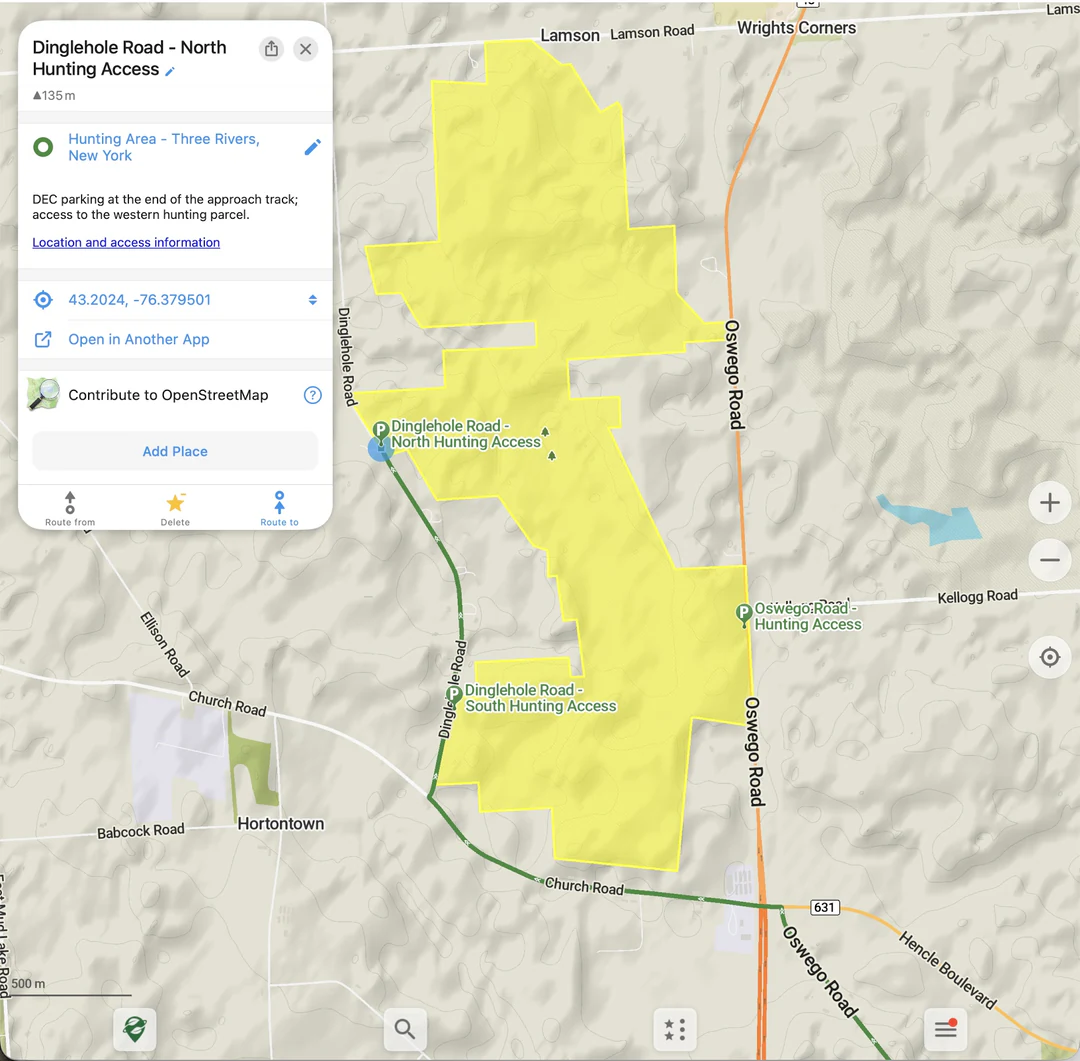 Dinglehole Road - North
Hunting Access
135 m
Hunting Area - Three Rivers,
New York
DEC parking at the end of the approach track;
access to the western hunting parcel.
Location and access information
43.2024, -76.379501
Open in Another App
Contribute to OpenStreetMap
?
Add Place
Route from
Delete
Route to
Lamson
Lamson Road
Wrights Corners
Lams
Dinglehole Road
Oswego Road
P
Dinglehole Road -
North Hunting Access
Kellogg Road
P
Oswego Road -
Hunting Access
Ellison Road
Church Road
Dinglehole Road
P
Dinglehole Road -
South Hunting Access
Oswego Road
Babcock Road
Hortontown
Church Road
631
Oswego Road
Hencle Boulevard
East Mud Lake Road
500 m